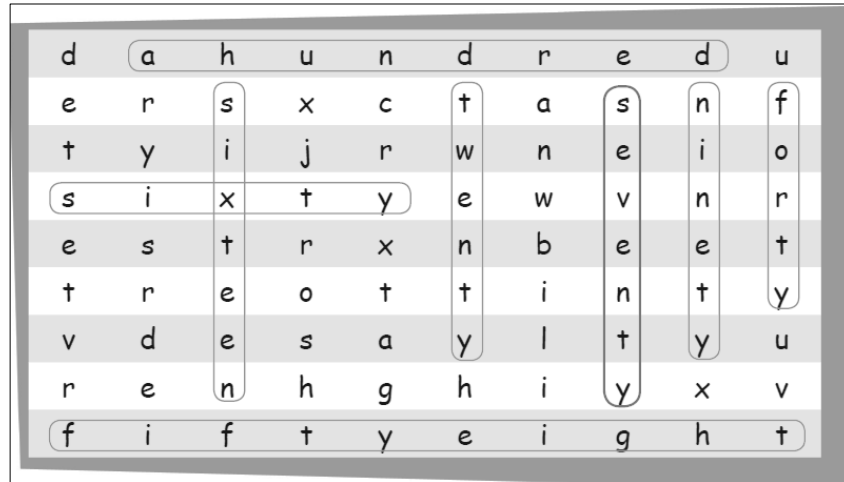 d a h u n d r e d u
e r s x c t a s n f
t y i j r w n e i o
s i x t y e w v n r
e s t r x n b e e t
t r e o t t i n t y
v d e s a y l t y u
r e n h g h i y x v
f i f t y e i g h t